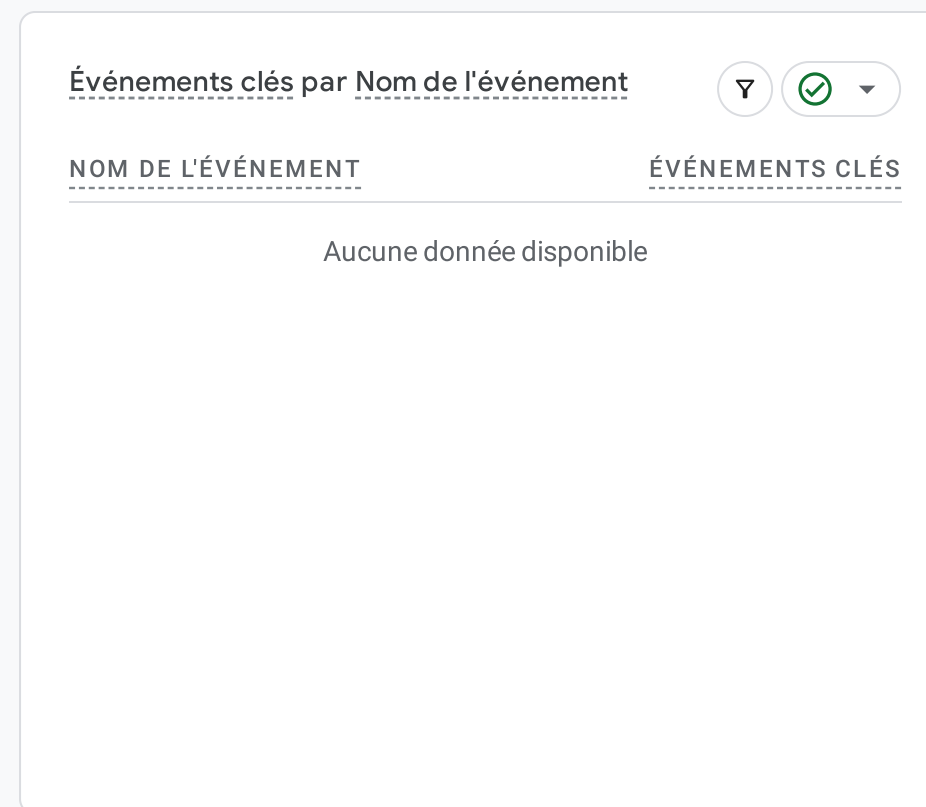 Événements clés par Nom de l'événement
NOM DE L'ÉVÉNEMENT ÉVÉNEMENTS CLÉS
Aucune donnée disponible